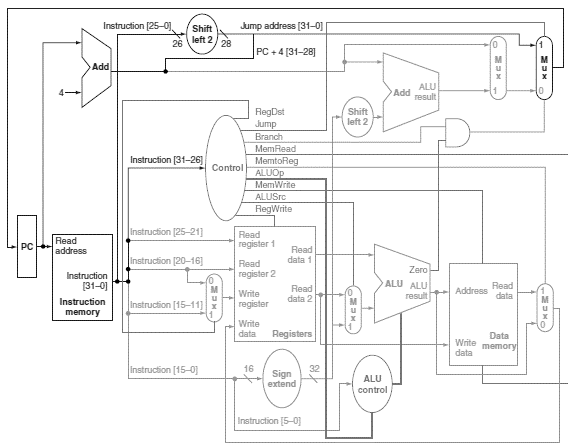 Instruction [25–0]
Shift
left 2
Jump address [31–0]
26
28
PC + 4 [31–28]
Add
4
0
M
u
x
1
1
M
u
x
0
Add
ALU
result
Shift
left 2
RegDst
Jump
Branch
MemRead
MemtoReg
ALUOp
MemWrite
ALUSrc
RegWrite
Instruction [31–26]
Control
PC
Read
address
Instruction
[31–0]
Instruction
memory
Instruction [25–21]
Instruction [20–16]
Instruction [15–11]
0
M
u
x
1
Read
register 1
Read
register 2
Write
register
Write
data
Read
data 1
Read
data 2
Registers
0
M
u
x
1
Zero
ALU
ALU
result
Address
Read
data
Write
data
Data
memory
1
M
u
x
0
Instruction [15–0]
16
Sign
extend
32
ALU
control
Instruction [5–0]